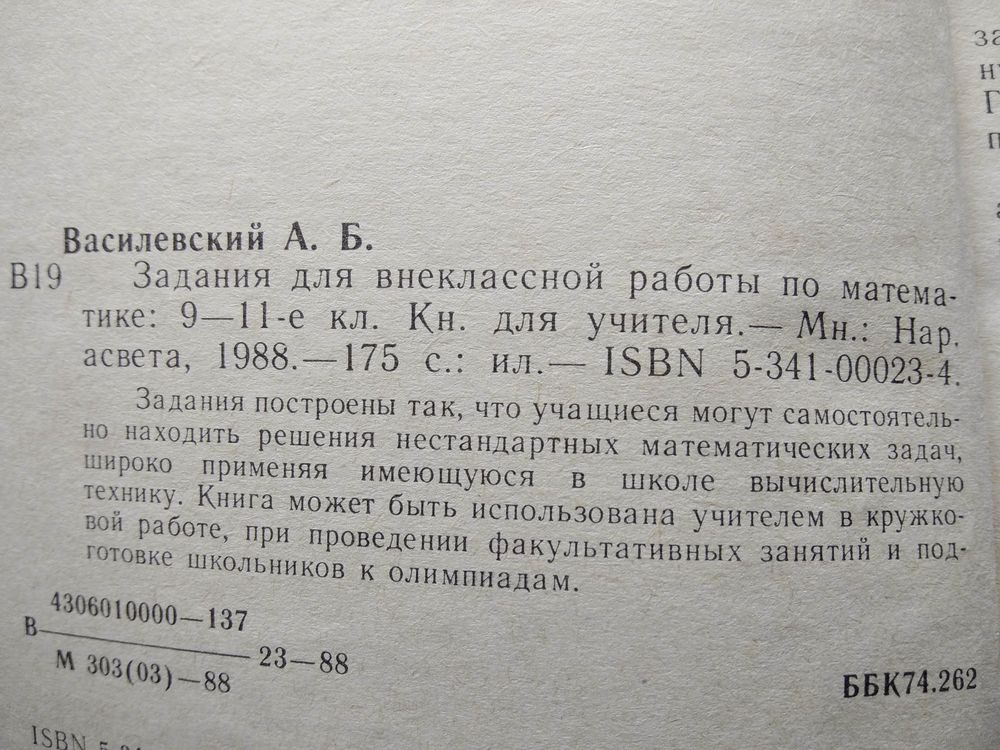 Василевский А. Б.
В19 Задания для внеклассной работы по матема-
тике: 9—11-е кл. Кн. для учителя.— Мн.: Нар.
асвета, 1988.—175 с.: ил.— ISBN 5-341-00023-4.
Задания построены так, что учащиеся могут самостоятель-
но находить решения нестандартных математических задач,
широко применяя имеющуюся в школе вычислительную
технику. Книга может быть использована учителем в кружко-
вой работе, при проведении факультативных занятий и под-
готовке школьников к олимпиадам.
4306010000—137
В— 23—88
М 303(03)—88
ББК74.262
ISBN